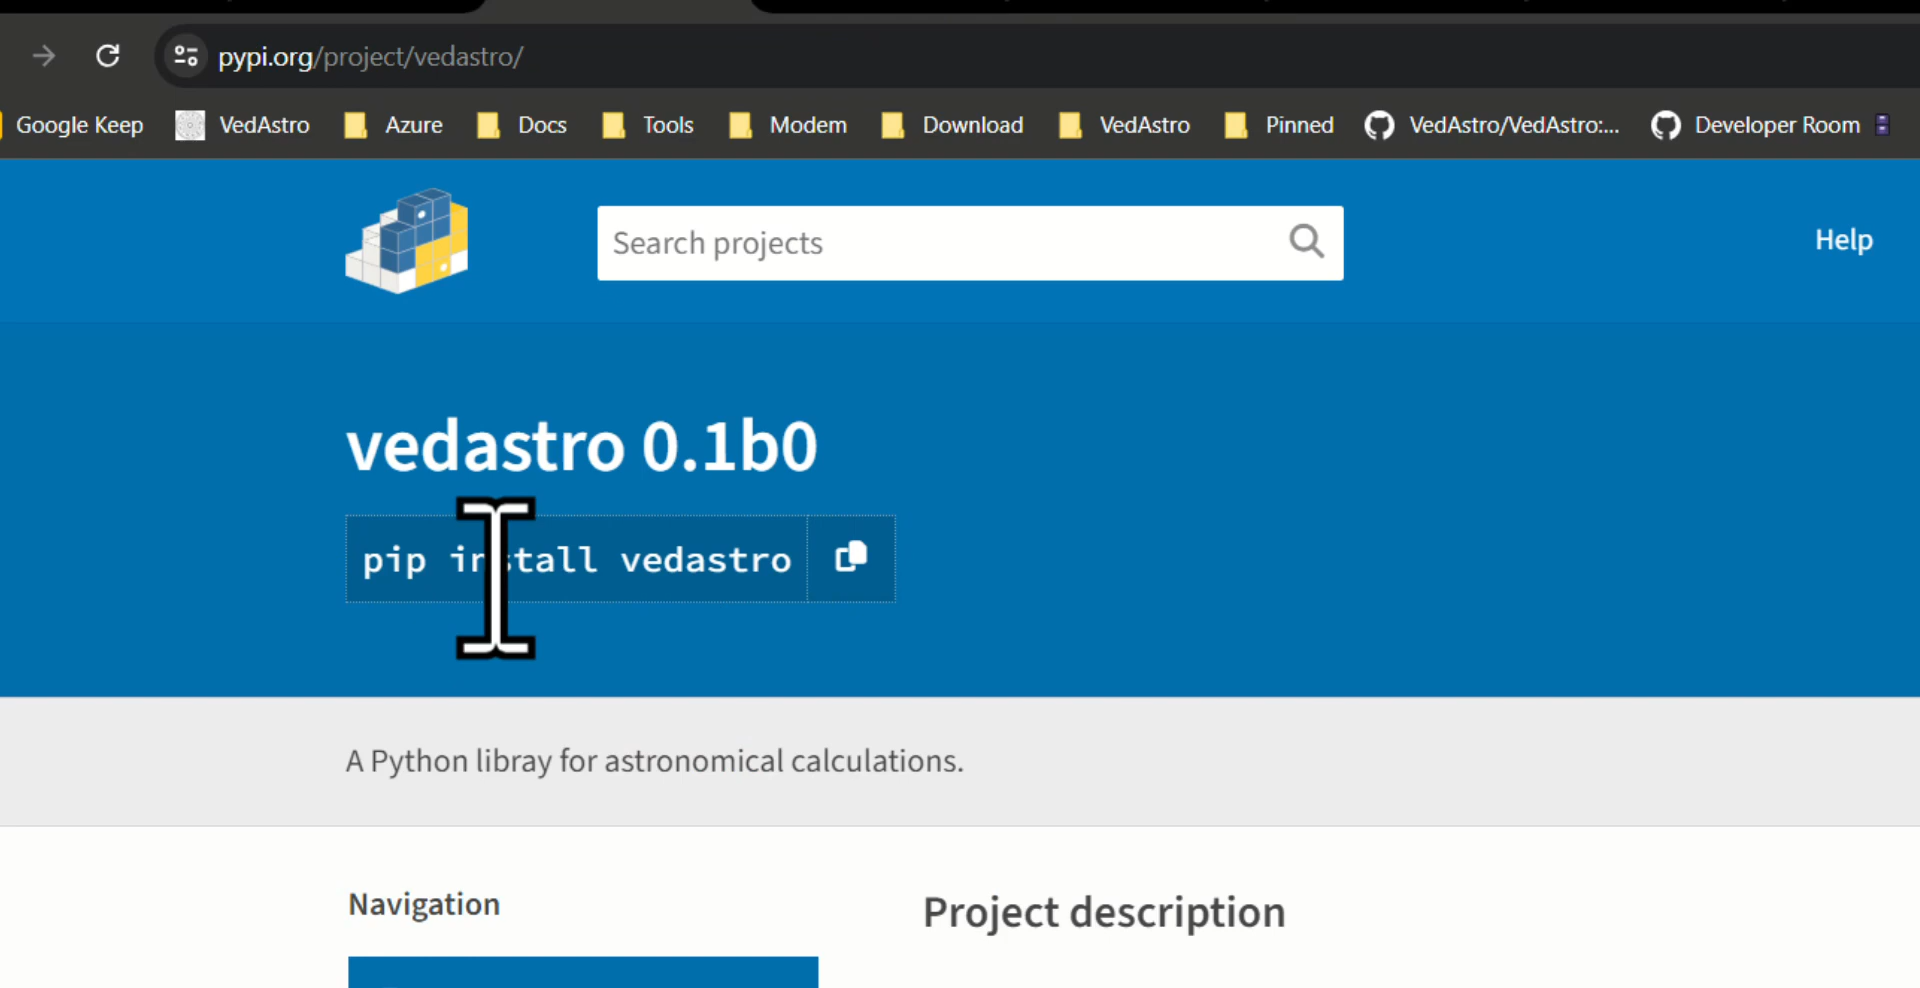 pypi.org/project/vedastro/
Google Keep VedAstro Azure Docs Tools Modem Download VedAstro Pinned VedAstro/VedAstro:... Developer Room
Search projects
Help
vedastro 0.1b0
pip install vedastro
A Python libray for astronomical calculations.
Navigation
Project description